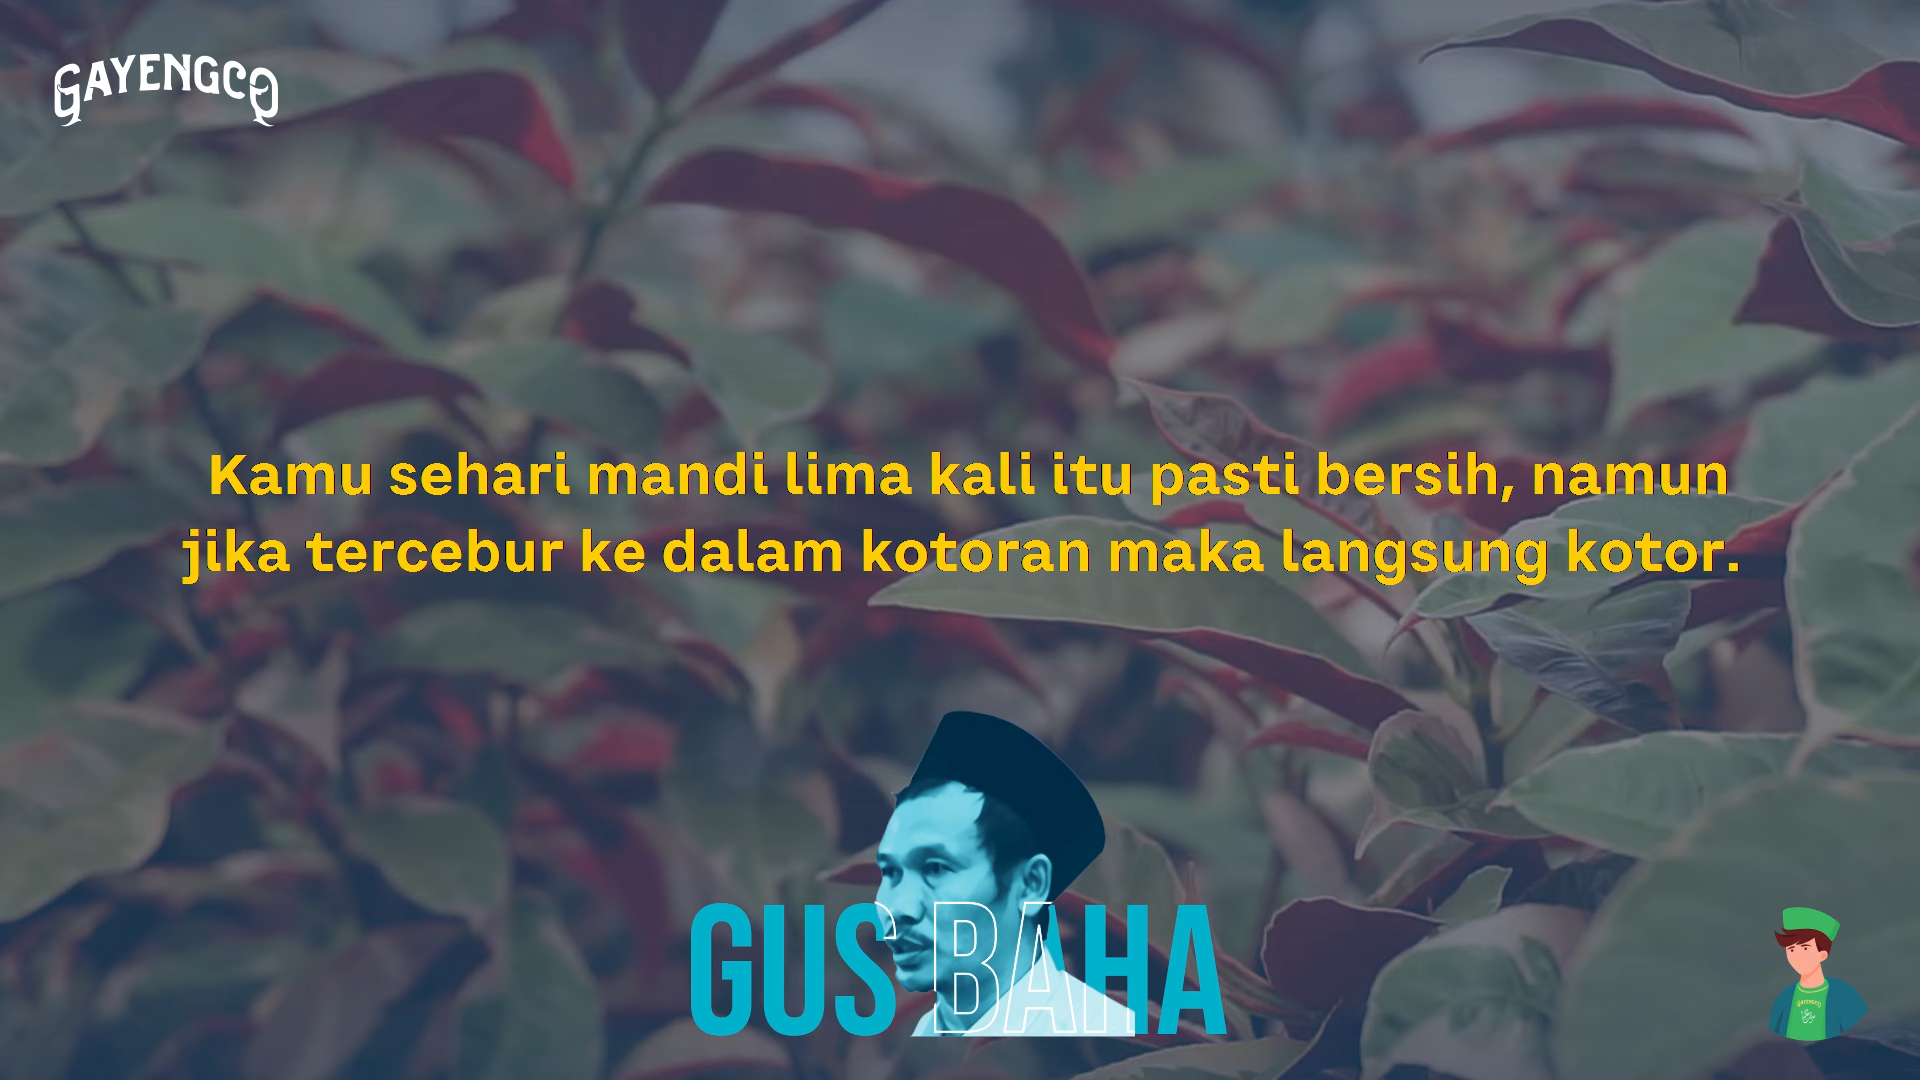 GAYENGCO
Kamu sehari mandi lima kali itu pasti bersih, namun
jika tercebur ke dalam kotoran maka langsung kotor.
GUS BAHA